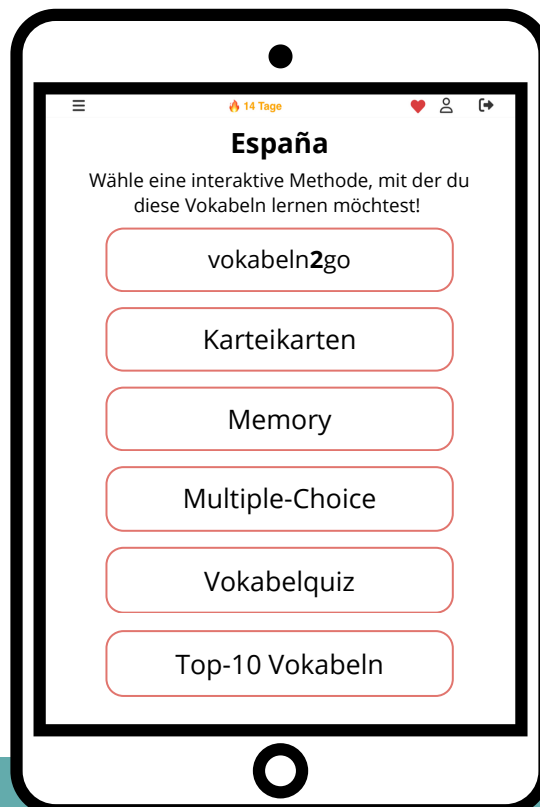 14 Tage
España
Wähle eine interaktive Methode, mit der du
diese Vokabeln lernen möchtest!
vokabeln2go
Karteikarten
Memory
Multiple-Choice
Vokabelquiz
Top-10 Vokabeln